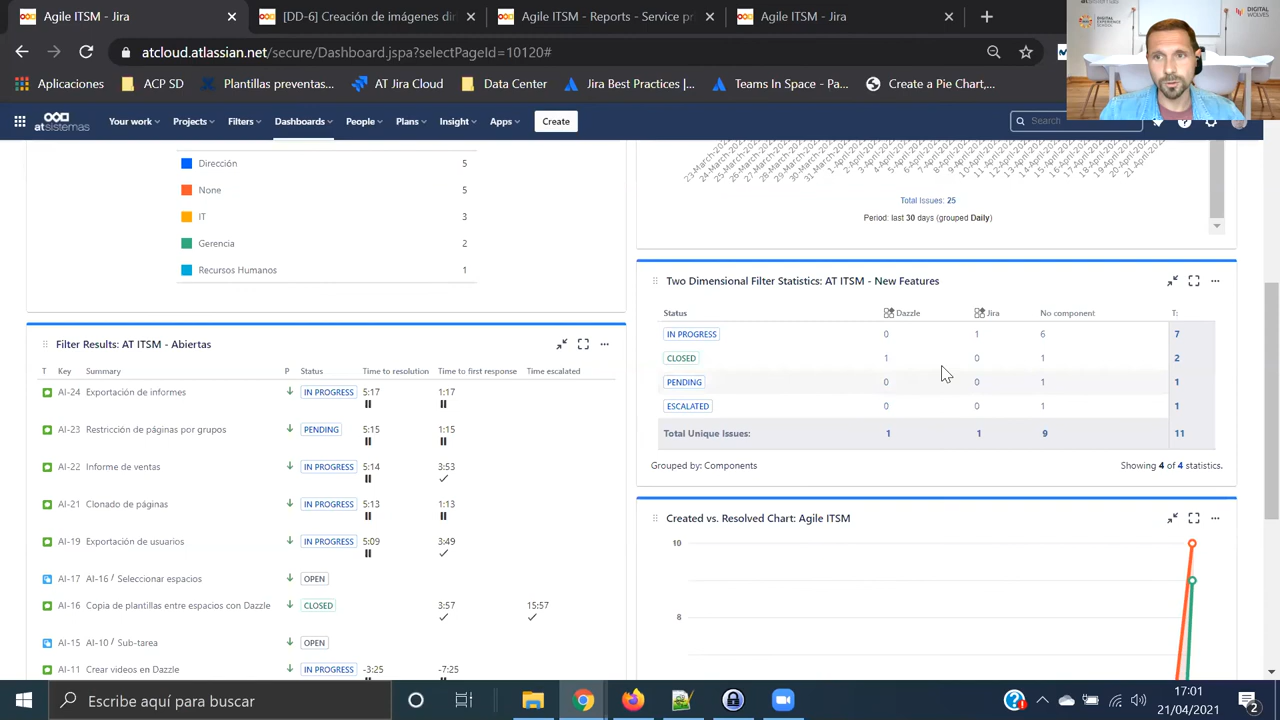 Agile ITSM - Jira
[DD-6] Creación de imágenes di
Agile ITSM - Reports - Service pr
Agile ITSM - Jira
atcloud.atlassian.net/secure/Dashboard.jspa?selectPageId=10120#
Aplicaciones
ACP SD
Plantillas
Jira Cloud
Data Center
Jira Best Practices |...
Teams In Space - Pa...
Create a Pie Chart,...
DIGITAL WOLVES
atsistemas
Your work
Projects
Filters
Dashboards
People
Plans
Insight
Apps
Create
Search
Dirección 5
None 5
IT 3
Gerencia 2
Recursos Humanos 1
Total Issues: 25
Period: last 30 days (grouped Daily)
Filter Results: AT ITSM - Abiertas
T Key Summary P Status Time to resolution Time to first response Time escalated
AI-24 Exportación de informes IN PROGRESS 5:17 1:17
AI-23 Restricción de páginas por grupos PENDING 5:15 1:15
AI-22 Informe de ventas IN PROGRESS 5:14 3:53
AI-21 Clonado de páginas IN PROGRESS 5:13 1:13
AI-19 Exportación de usuarios IN PROGRESS 5:09 3:49
AI-17 AI-16 / Seleccionar espacios OPEN
AI-16 Copia de plantillas entre espacios con Dazzle CLOSED 3:57 15:57
AI-15 AI-10 / Sub-tarea OPEN
AI-11 Crear videos en Dazzle IN PROGRESS -3:25 -7:25
Two Dimensional Filter Statistics: AT ITSM - New Features
Status Dazzle Jira No component T:
IN PROGRESS 0 1 6 7
CLOSED 1 0 1 2
PENDING 0 0 1 1
ESCALATED 0 0 1 1
Total Unique Issues: 1 1 9 11
Grouped by: Components
Showing 4 of 4 statistics.
Created vs. Resolved Chart: Agile ITSM
10
8
Escribe aquí para buscar
17:01
21/04/2021
2